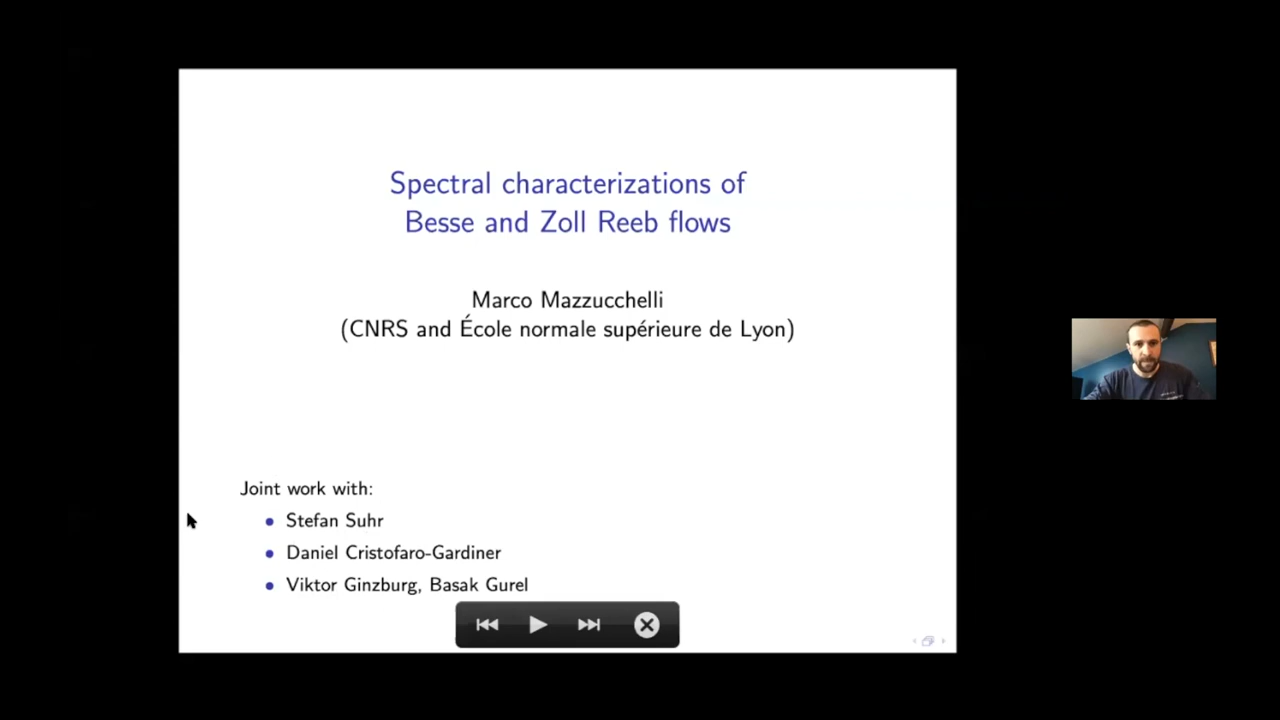 Spectral characterizations of
Besse and Zoll Reeb flows
Marco Mazzucchelli
(CNRS and École normale supérieure de Lyon)
Joint work with:
• Stefan Suhr
• Daniel Cristofaro-Gardiner
• Viktor Ginzburg, Basak Gurel